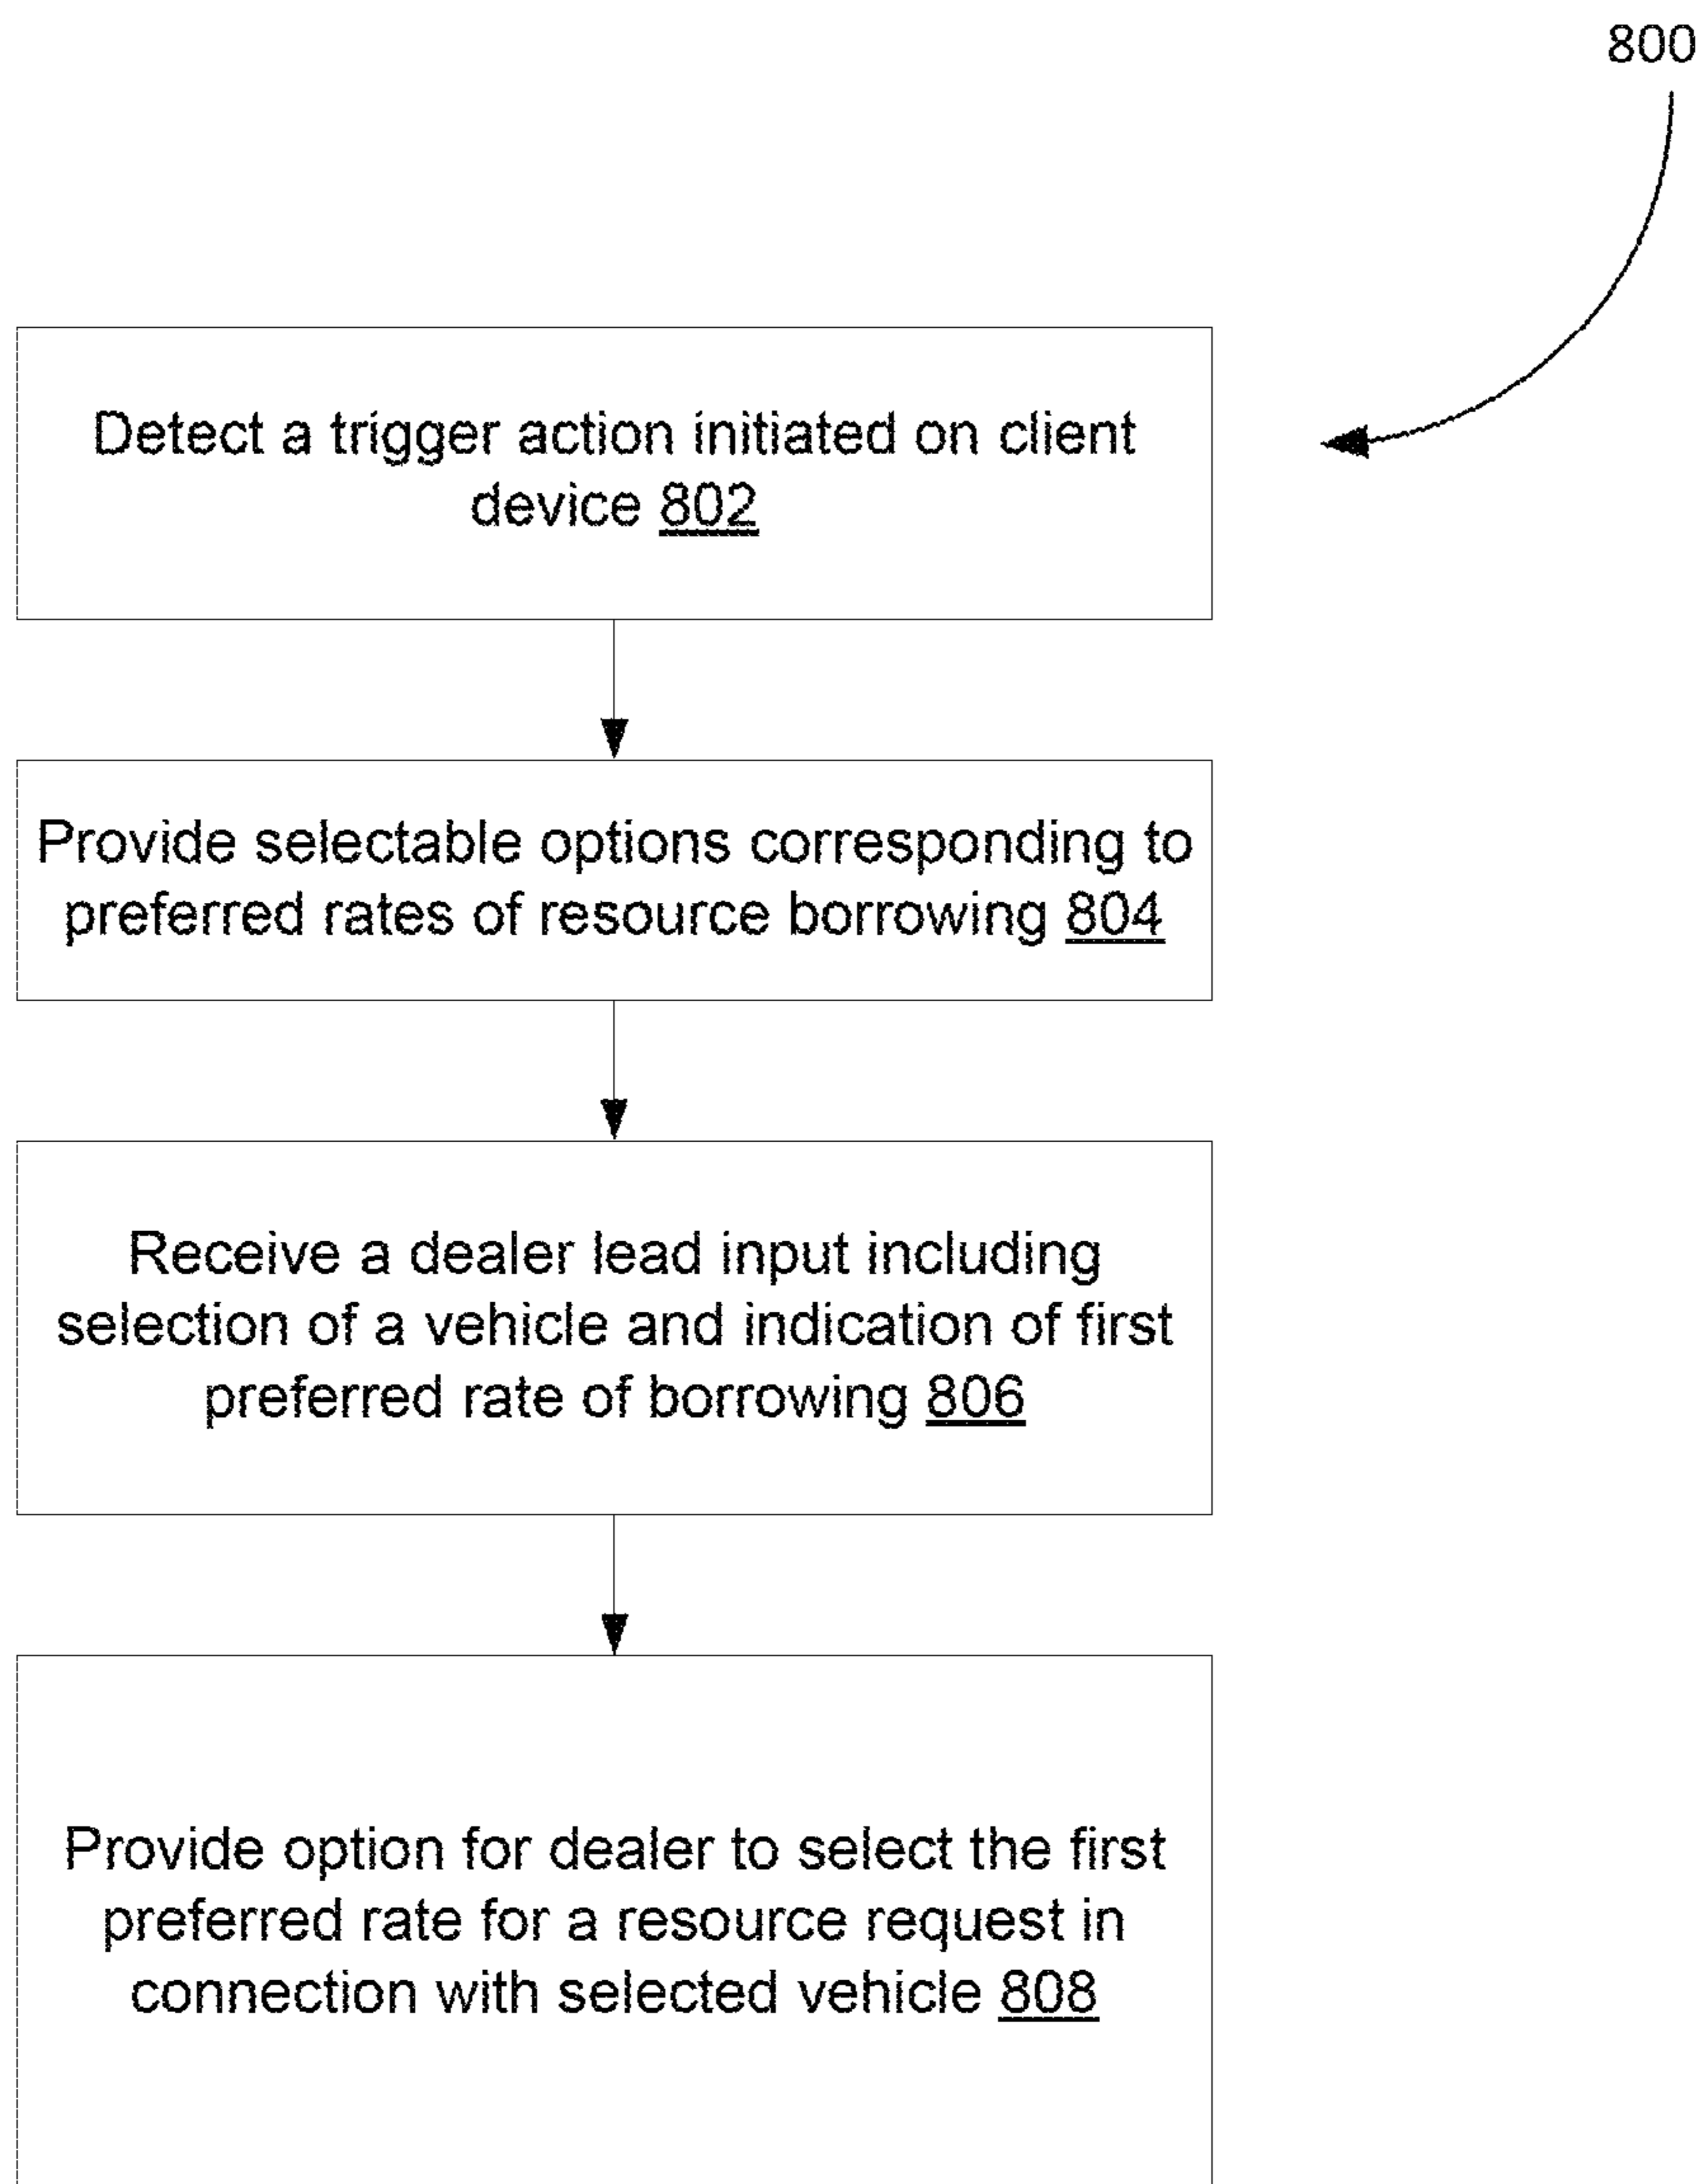 800
Detect a trigger action initiated on client
device 802
Provide selectable options corresponding to
preferred rates of resource borrowing 804
Receive a dealer lead input including
selection of a vehicle and indication of first
preferred rate of borrowing 806
Provide option for dealer to select the first
preferred rate for a resource request in
connection with selected vehicle 808